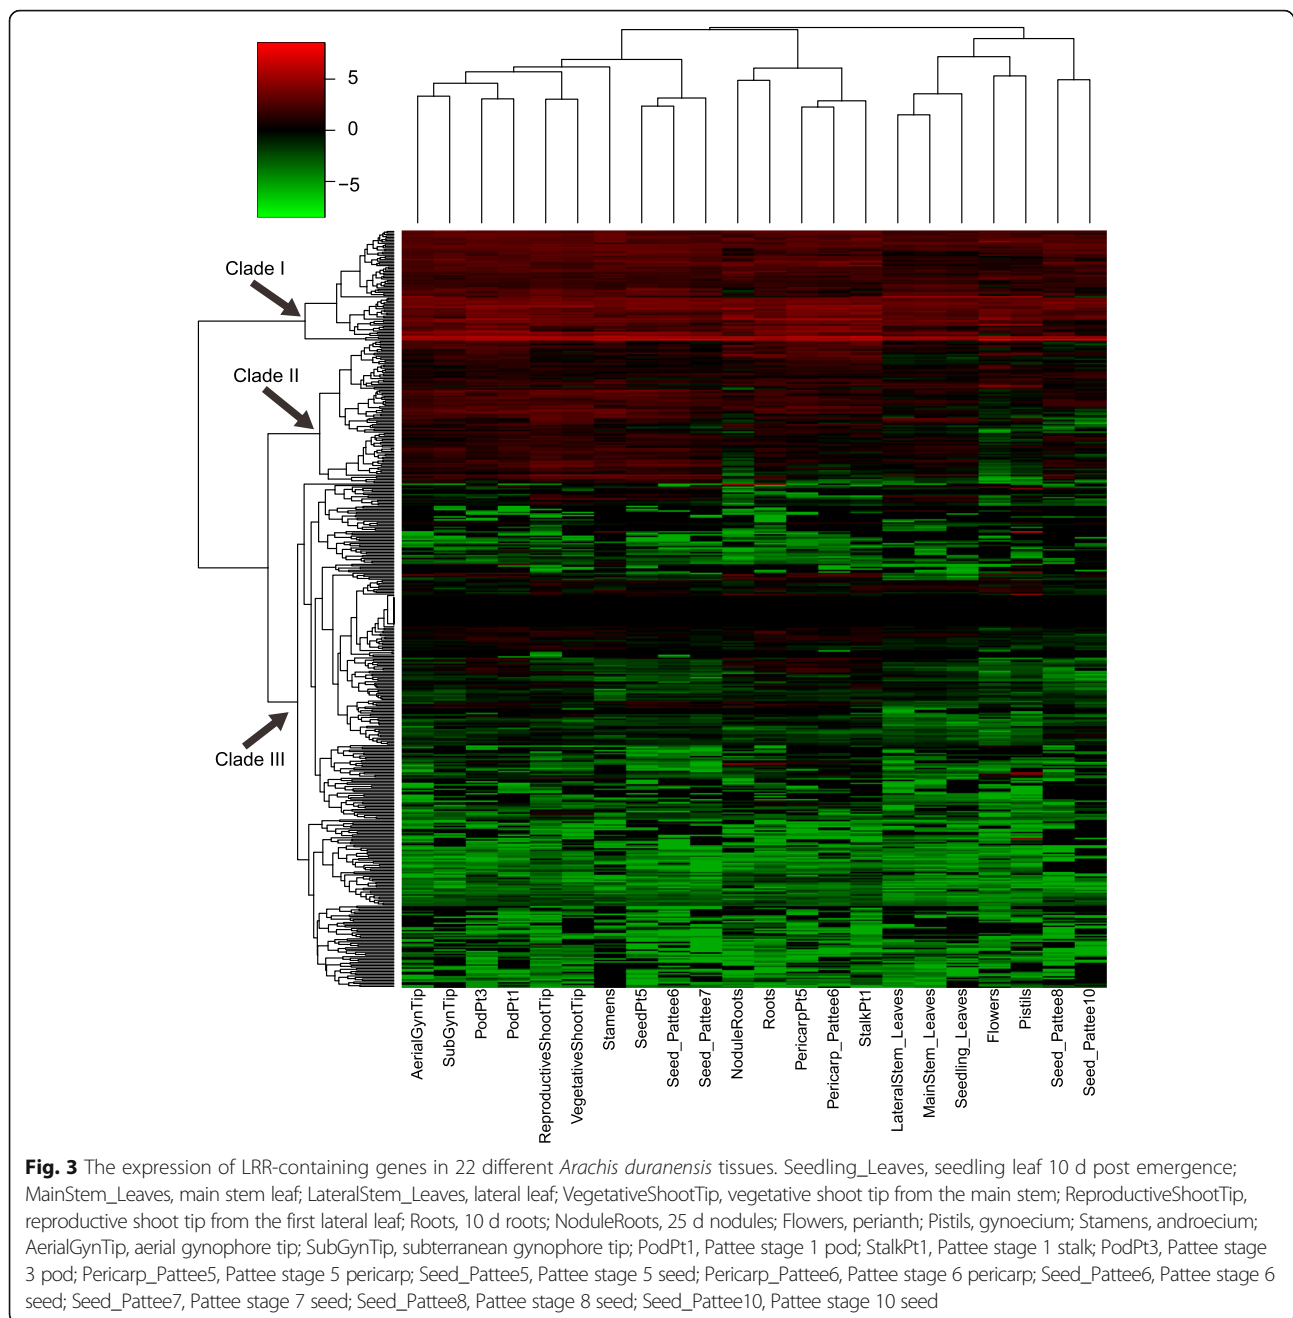 5
0
−5
Clade I
Clade II
Clade III
AerialGynTip
SubGynTip
PodPt3
PodPt1
ReproductiveShootTip
VegetativeShootTip
Stamens
SeedPt5
Seed_Pattee6
Seed_Pattee7
NoduleRoots
Roots
PericarpPt5
Pericarp_Pattee6
StalkPt1
LateralStem_Leaves
MainStem_Leaves
Seedling_Leaves
Flowers
Pistils
Seed_Pattee8
Seed_Pattee10
Fig. 3 The expression of LRR-containing genes in 22 different Arachis duranensis tissues. Seedling_Leaves, seedling leaf 10 d post emergence;
MainStem_Leaves, main stem leaf; LateralStem_Leaves, lateral leaf; VegetativeShootTip, vegetative shoot tip from the main stem; ReproductiveShootTip,
reproductive shoot tip from the first lateral leaf; Roots, 10 d roots; NoduleRoots, 25 d nodules; Flowers, perianth; Pistils, gynoecium; Stamens, androecium;
AerialGynTip, aerial gynophore tip; SubGynTip, subterranean gynophore tip; PodPt1, Pattee stage 1 pod; StalkPt1, Pattee stage 1 stalk; PodPt3, Pattee stage
3 pod; Pericarp_Pattee5, Pattee stage 5 pericarp; Seed_Pattee5, Pattee stage 5 seed; Pericarp_Pattee6, Pattee stage 6 pericarp; Seed_Pattee6, Pattee stage 6
seed; Seed_Pattee7, Pattee stage 7 seed; Seed_Pattee8, Pattee stage 8 seed; Seed_Pattee10, Pattee stage 10 seed